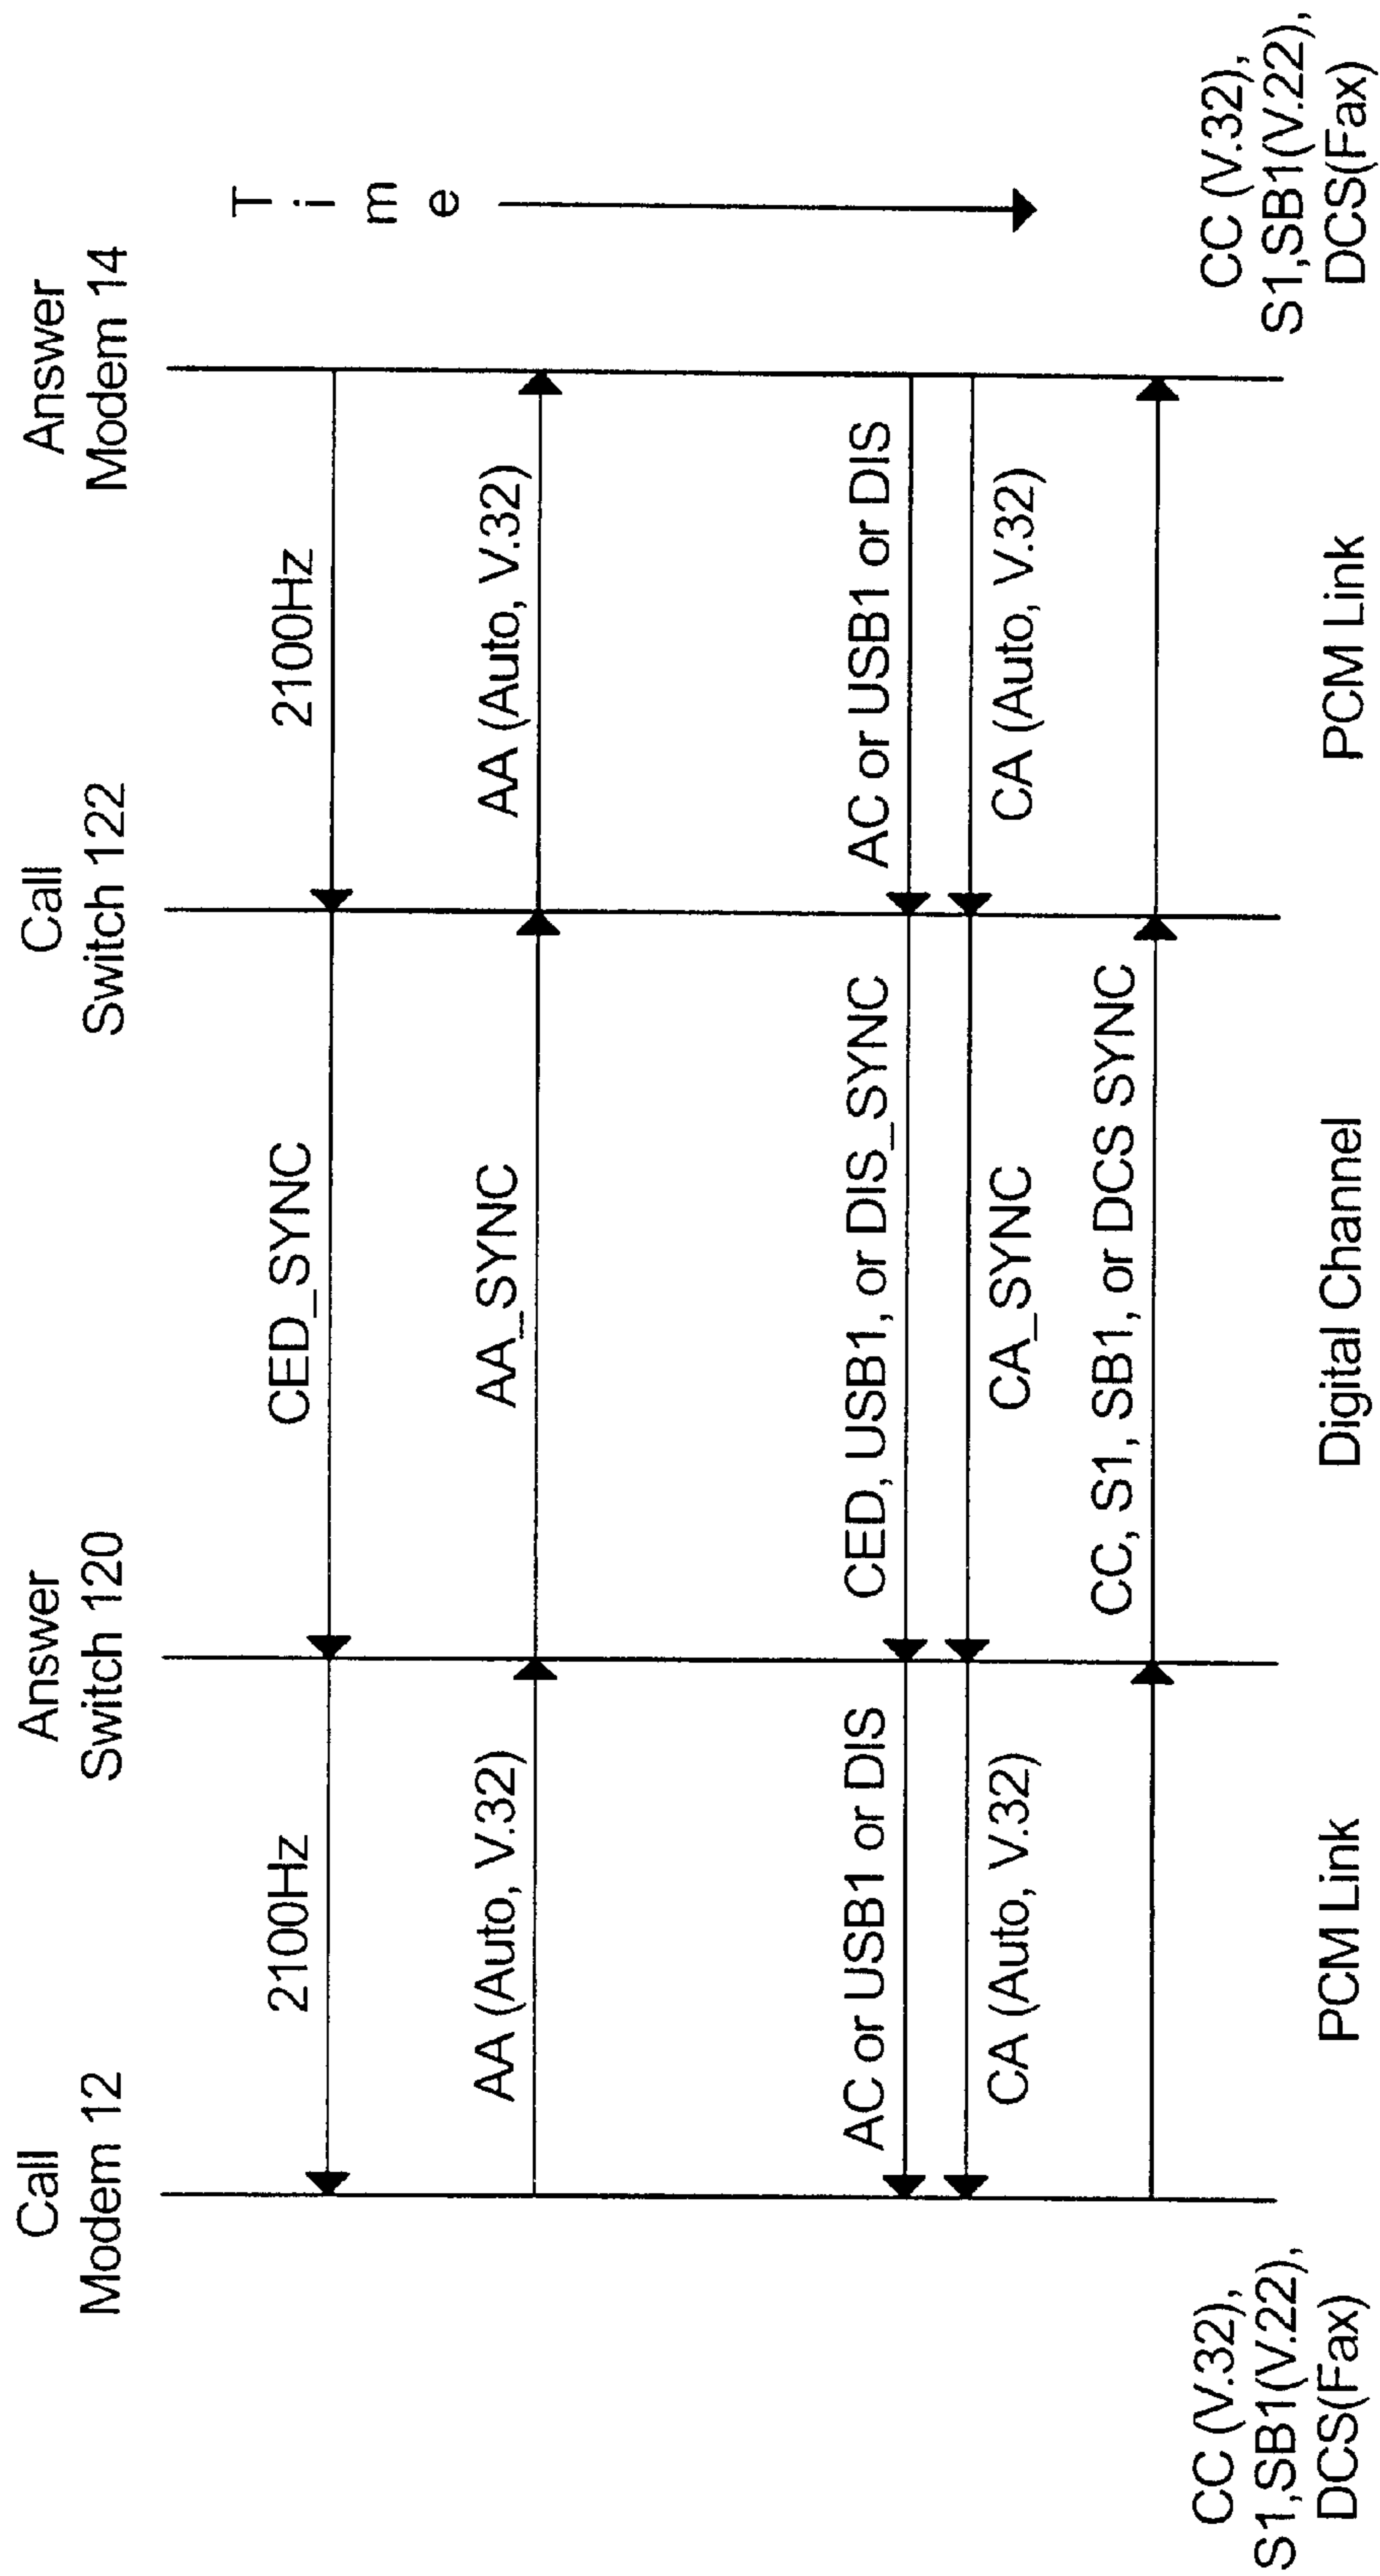 Call
Modem 12
Answer
Switch 120
Call
Switch 122
Answer
Modem 14
2100Hz
CED_SYNC
2100Hz
T
i
m
e
AA (Auto, V.32)
AA_SYNC
AA (Auto, V.32)
AC or USB1 or DIS
CED, USB1, or DIS_SYNC
AC or USB1 or DIS
CA (Auto, V.32)
CA_SYNC
CA (Auto, V.32)
CC, S1, SB1, or DCS SYNC
CC (V.32),
S1,SB1(V.22),
DCS(Fax)
CC (V.32),
S1,SB1(V.22),
DCS(Fax)
PCM Link
Digital Channel
PCM Link